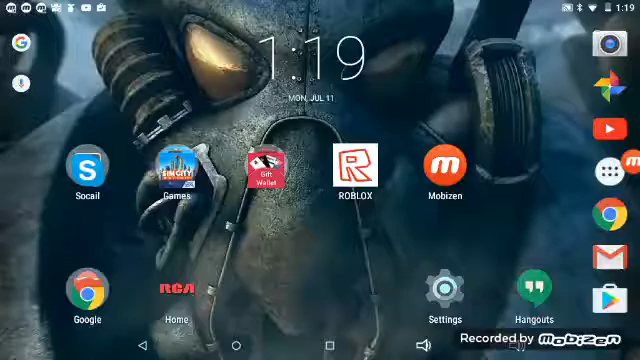 1:19
1:19
MON, JUL 11
S
SIMCITY
Gift
Wallet
R
m
Socail
Games
ROBLOX
Mobizen
RCA
Google
Home
Settings
Hangouts
Recorded by mobizen